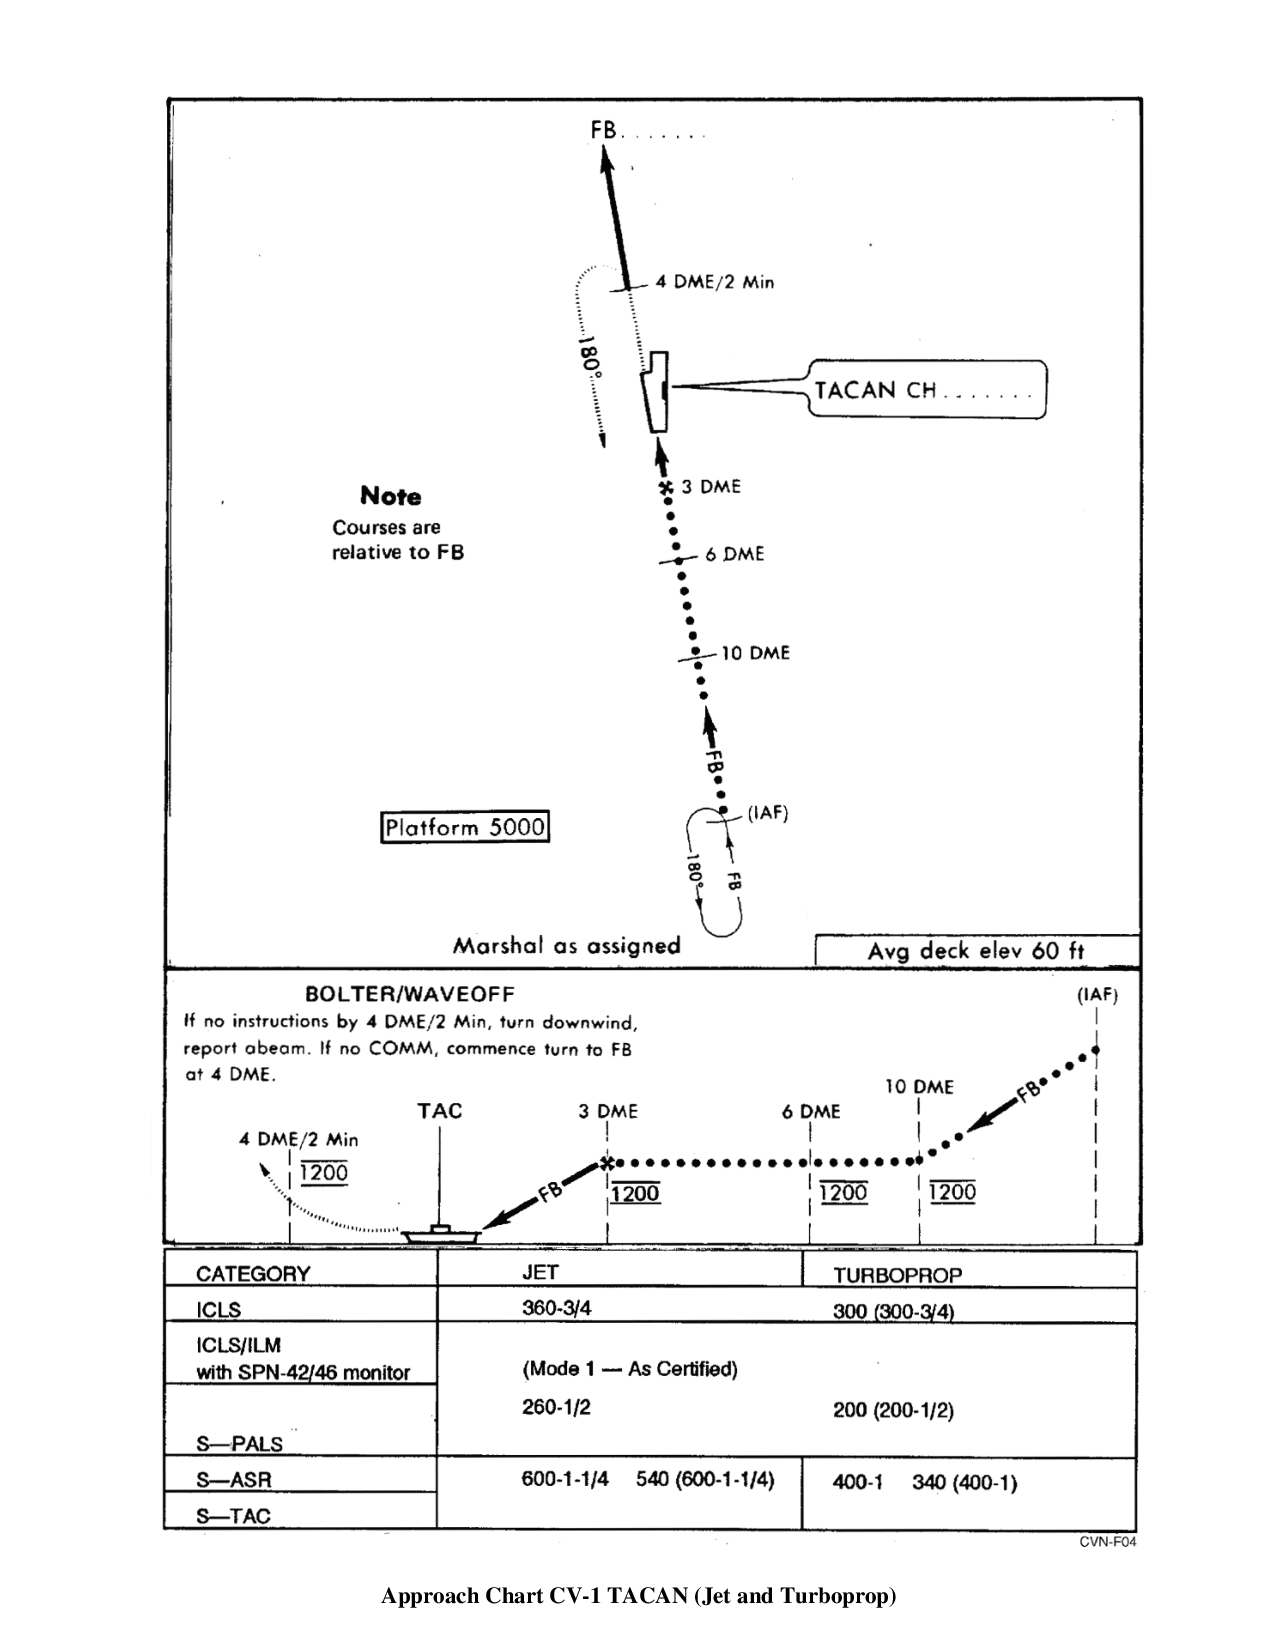 FB.......
4 DME/2 Min
180°
TACAN CH.......
3 DME
Note
Courses are
relative to FB
6 DME
10 DME
FB
(IAF)
Platform 5000
180°
FB
Marshal as assigned
Avg deck elev 60 ft
BOLTER/WAVEOFF
If no instructions by 4 DME/2 Min, turn downwind,
report abeam. If no COMM, commence turn to FB
at 4 DME.
(IAF)
FB
10 DME
TAC
3 DME
6 DME
4 DME/2 Min
1200
FB
1200
1200
1200
CATEGORY JET TURBOPROP
ICLS 360-3/4 300 (300-3/4)
ICLS/ILM
with SPN-42/46 monitor (Mode 1 — As Certified)
260-1/2 200 (200-1/2)
S—PALS
S—ASR 600-1-1/4 540 (600-1-1/4) 400-1 340 (400-1)
S—TAC
CVN-F04
Approach Chart CV-1 TACAN (Jet and Turboprop)